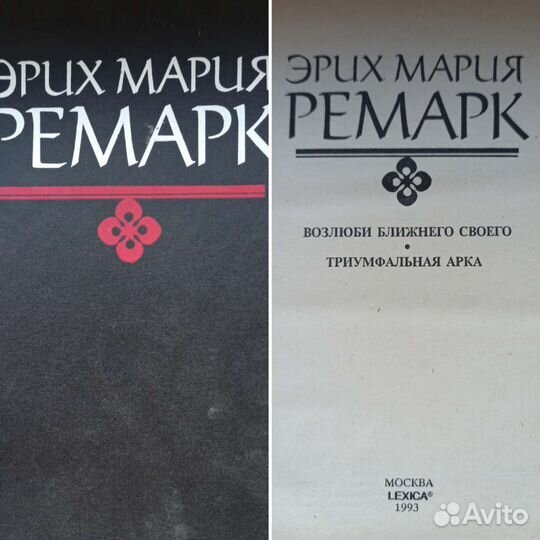 ЭРИХ МАРИЯ
РЕМАРК
ЭРИХ МАРИЯ
РЕМАРК
ВОЗЛЮБИ БЛИЖНЕГО СВОЕГО
•
ТРИУМФАЛЬНАЯ АРКА
МОСКВА
LEXICA®
1993
Avito